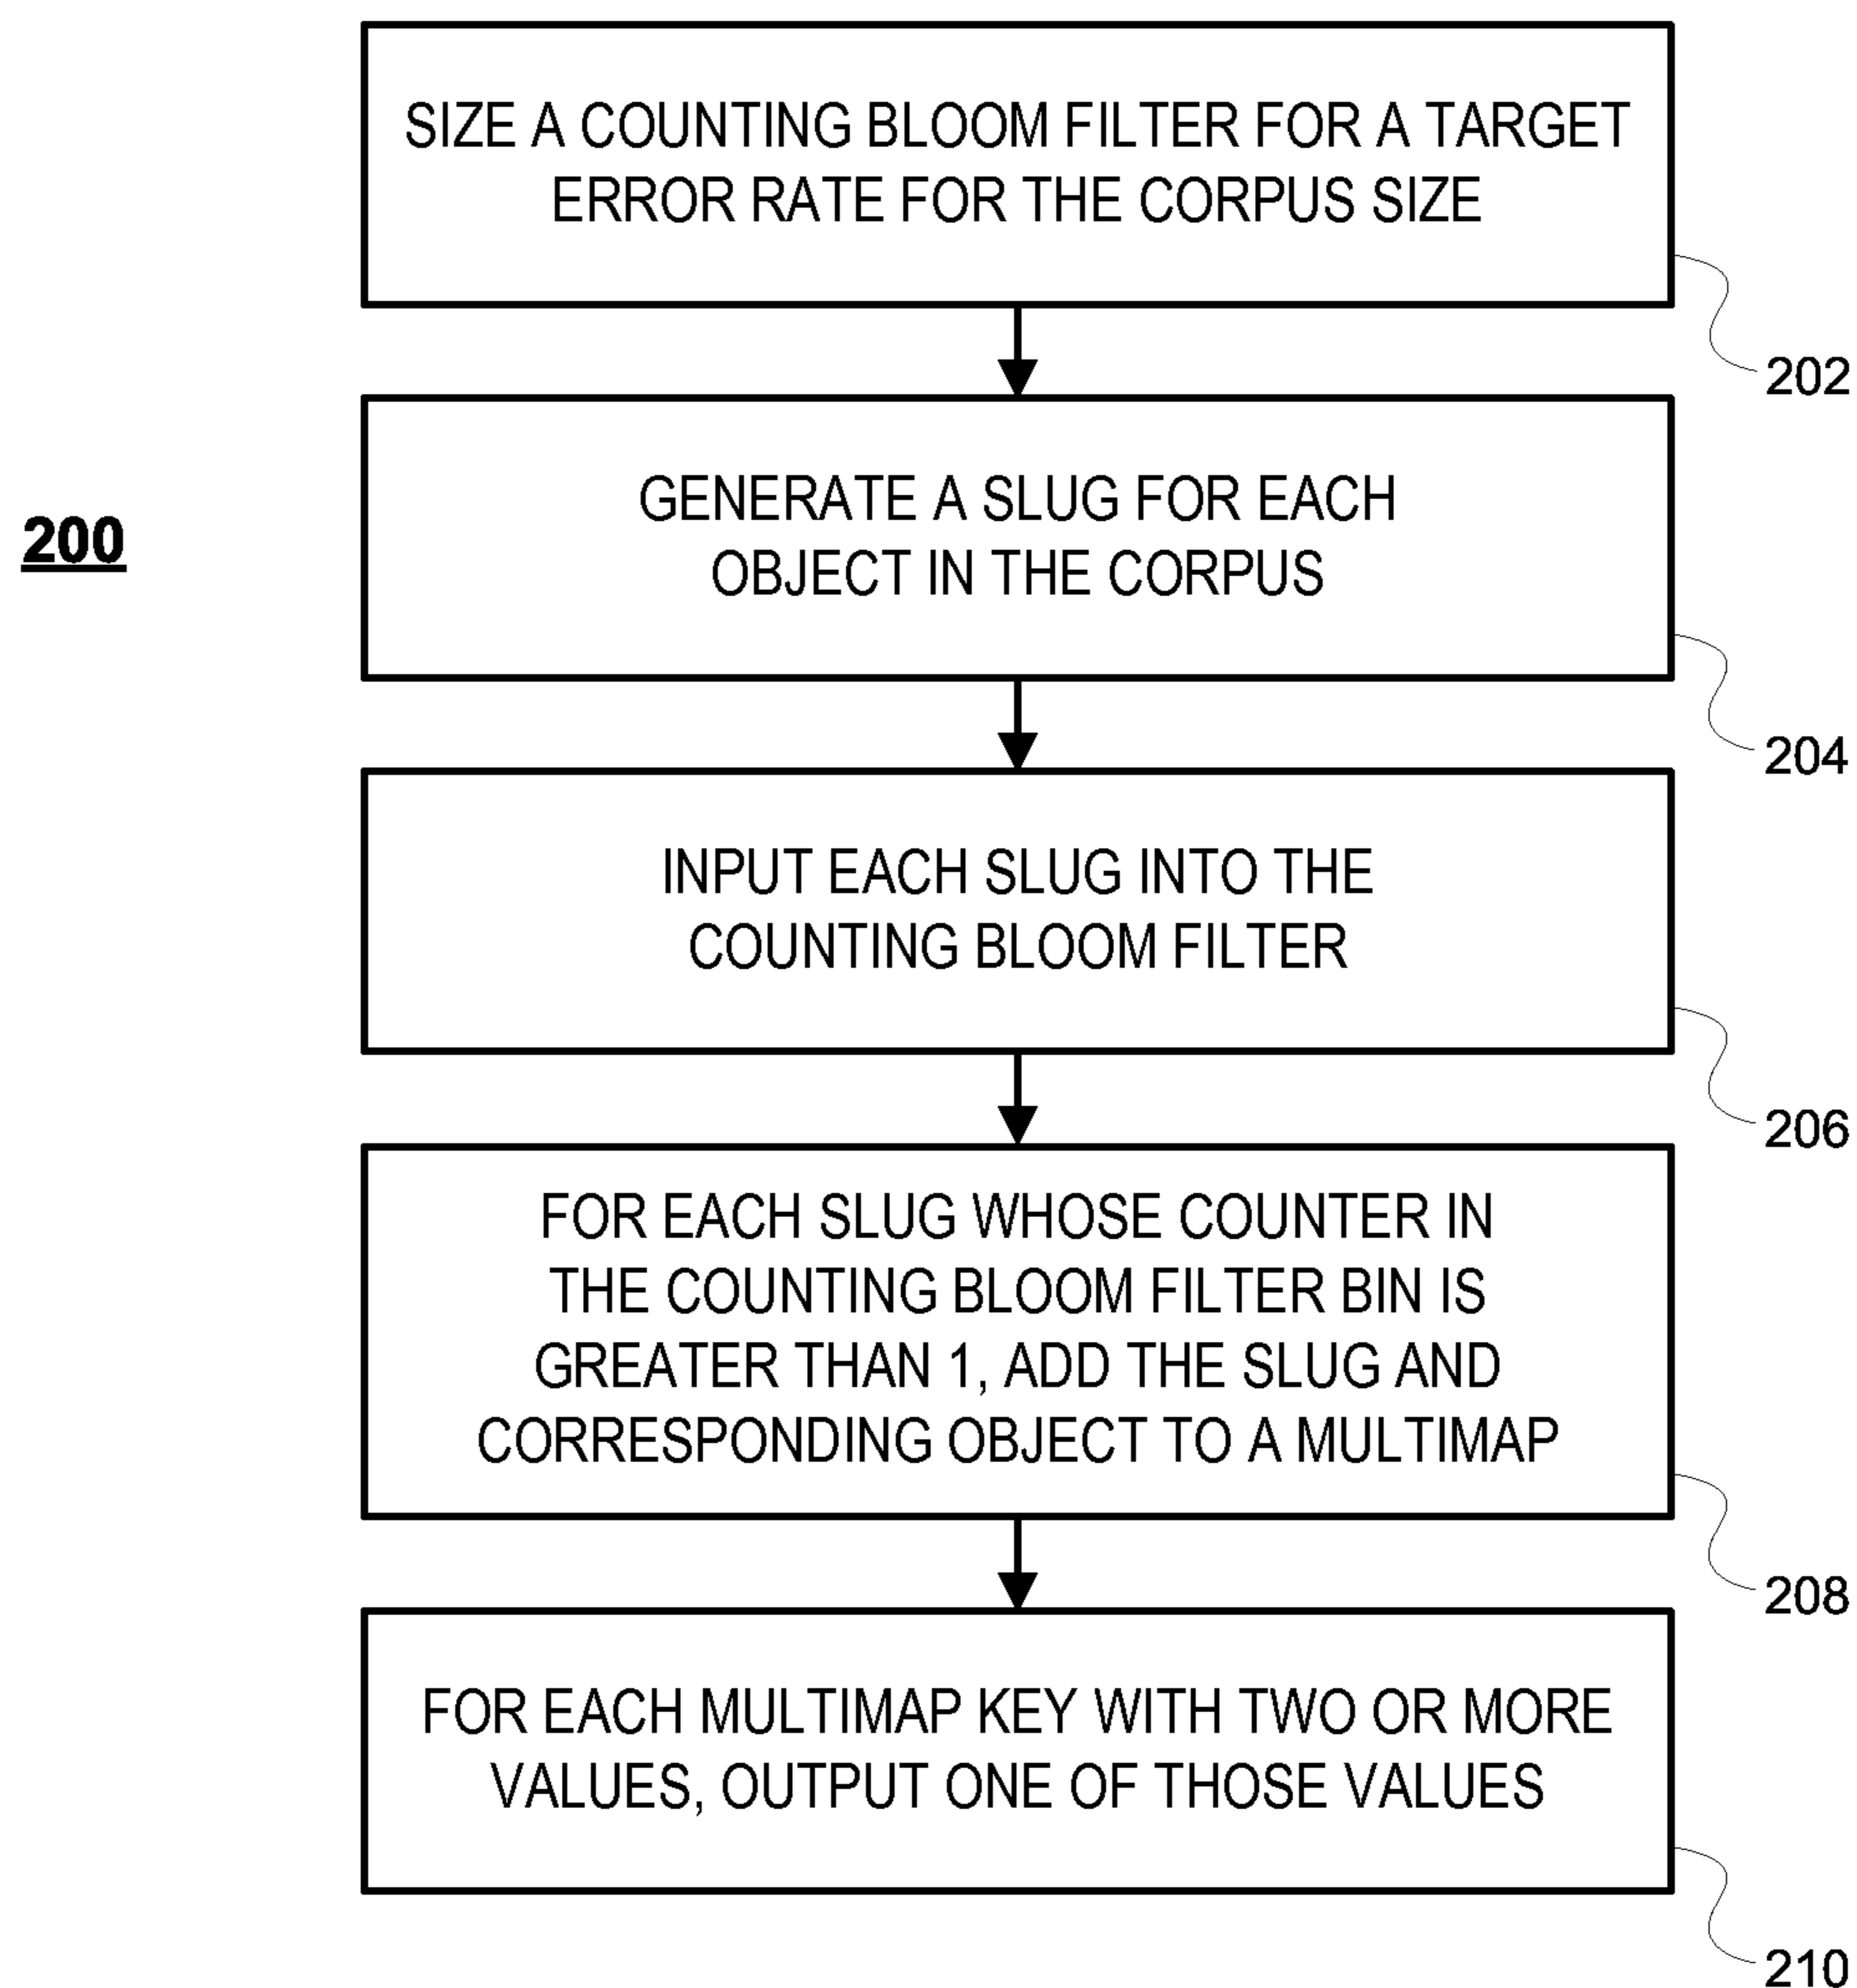 SIZE A COUNTING BLOOM FILTER FOR A TARGET
ERROR RATE FOR THE CORPUS SIZE
202
GENERATE A SLUG FOR EACH
OBJECT IN THE CORPUS
200
204
INPUT EACH SLUG INTO THE
COUNTING BLOOM FILTER
206
FOR EACH SLUG WHOSE COUNTER IN
THE COUNTING BLOOM FILTER BIN IS
GREATER THAN 1, ADD THE SLUG AND
CORRESPONDING OBJECT TO A MULTIMAP
208
FOR EACH MULTIMAP KEY WITH TWO OR MORE
VALUES, OUTPUT ONE OF THOSE VALUES
210